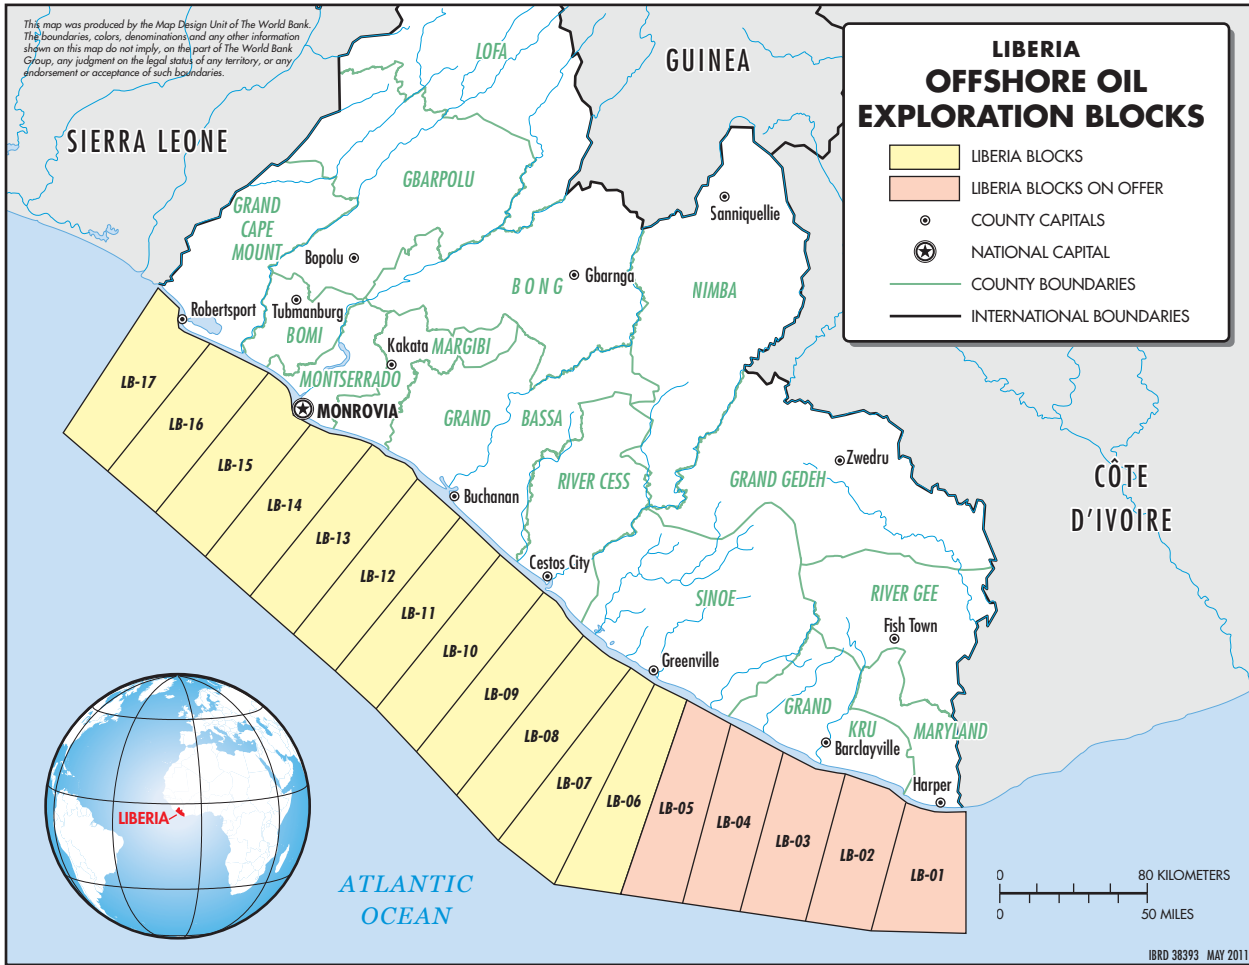 This map was produced by the Map Design Unit of The World Bank.
The boundaries, colors, denominations and any other information
shown on this map do not imply, on the part of The World Bank
Group, any judgment on the legal status of any territory, or any
endorsement or acceptance of such boundaries.
LIBERIA
OFFSHORE OIL
EXPLORATION BLOCKS
LIBERIA BLOCKS
LIBERIA BLOCKS ON OFFER
COUNTY CAPITALS
NATIONAL CAPITAL
COUNTY BOUNDARIES
INTERNATIONAL BOUNDARIES
SIERRA LEONE
GUINEA
CÔTE
D'IVOIRE
LOFA
GBARPOLU
GRAND
CAPE
MOUNT
Bopolu
Sanniquellie
BONG
Gbarnga
NIMBA
Robertsport
Tubmanburg
BOMI
Kakata
MARGIBI
MONTSERRADO
MONROVIA
GRAND BASSA
Buchanan
RIVER CESS
Zwedru
GRAND GEDEH
Cestos City
SINOE
RIVER GEE
Fish Town
Greenville
GRAND
KRU
Barclayville
MARYLAND
Harper
LB-17
LB-16
LB-15
LB-14
LB-13
LB-12
LB-11
LB-10
LB-09
LB-08
LB-07
LB-06
LB-05
LB-04
LB-03
LB-02
LB-01
LIBERIA
ATLANTIC
OCEAN
0 80 KILOMETERS
0 50 MILES
IBRD 38393 MAY 2011